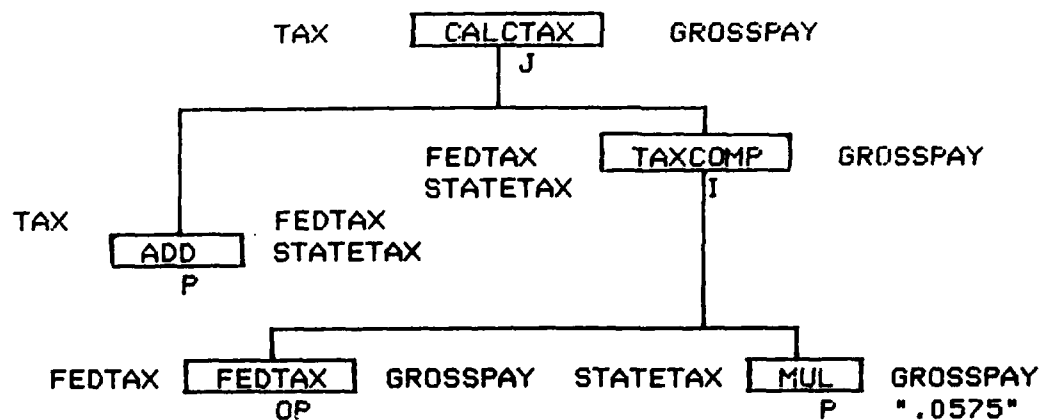 TAX CALCTAX GROSSPAY
J
FEDTAX TAXCOMP GROSSPAY
STATETAX I
TAX FEDTAX
ADD STATETAX
P
FEDTAX FEDTAX GROSSPAY STATETAX MUL GROSSPAY
OP P ".0575"